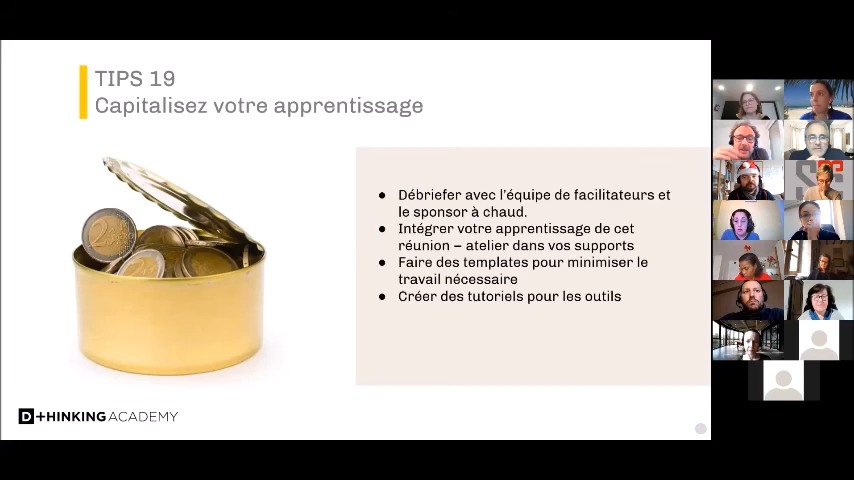 TIPS 19
Capitalisez votre apprentissage
● Débriefer avec l'équipe de facilitateurs et
le sponsor à chaud.
● Intégrer votre apprentissage de cet
réunion – atelier dans vos supports
● Faire des templates pour minimiser le
travail nécessaire
● Créer des tutoriels pour les outils
D+HINKING ACADEMY